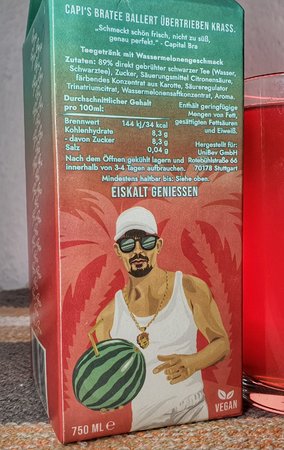 CAPI'S BRATEE BALLERT ÜBERTRIEBEN KRASS.
„Schmeckt schön frisch, nicht zu süß,
genau perfekt.“ - Capital Bra
Teegetränk mit Wassermelonengeschmack
Zutaten: 89% direkt gebrühter schwarzer Tee (Wasser,
Schwarztee), Zucker, Säuerungsmittel Citronensäure,
färbendes Konzentrat aus Karotte, Säureregulator
Trinatriumcitrat, Wassermelonensaftkonzentrat, Aroma.
Durchschnittlicher Gehalt
pro 100ml:
Brennwert 144 kJ/34 kcal
Kohlenhydrate 8,3 g
- davon Zucker 8,3 g
Salz 0,04 g
Enthält geringfügige
Mengen von Fett,
gesättigten Fettsäuren
und Eiweiß.
Hergestellt für:
UniBev GmbH
Rotebühlstraße 66
70178 Stuttgart
Nach dem Öffnen gekühlt lagern und
innerhalb von 3-4 Tagen aufbrauchen.
Mindestens haltbar bis: Siehe oben.
EISKALT GENIESSEN
750 ML ℮
VEGAN